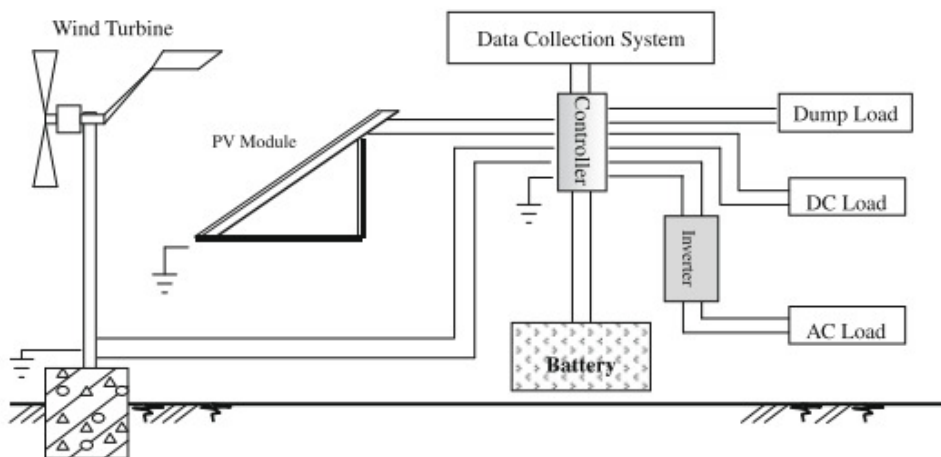 Wind Turbine
Data Collection System
PV Module
Controller
Dump Load
DC Load
Inverter
AC Load
Battery